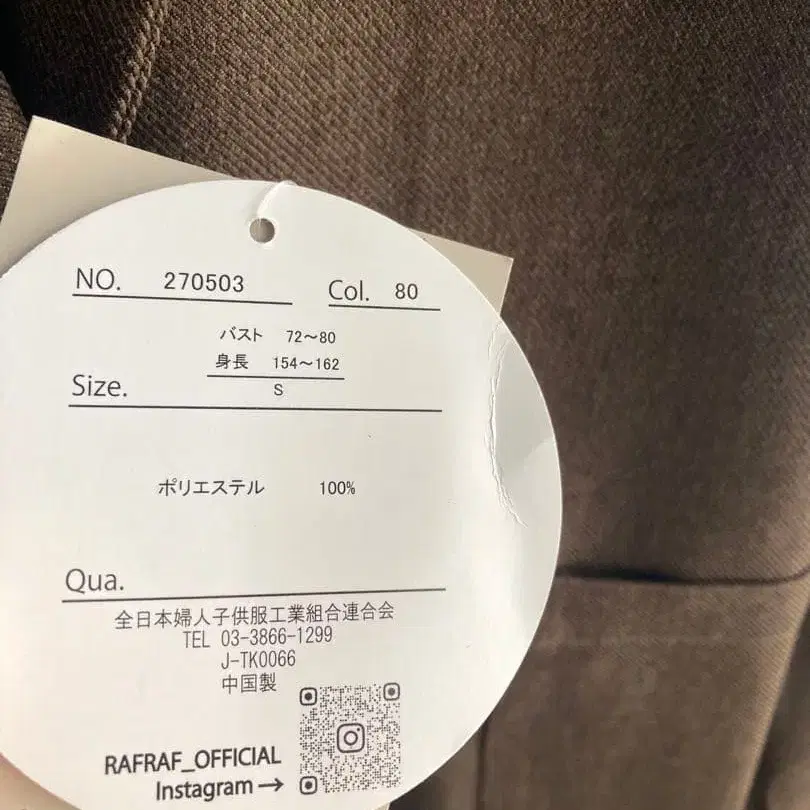 NO. 270503 Col. 80
バスト 72～80
身長 154～162
Size. S
ポリエステル 100%
Qua.
全日本婦人子供服工業組合連合会
TEL 03-3866-1299
J-TK0066
中国製
RAFRAF_OFFICIAL
Instagram→